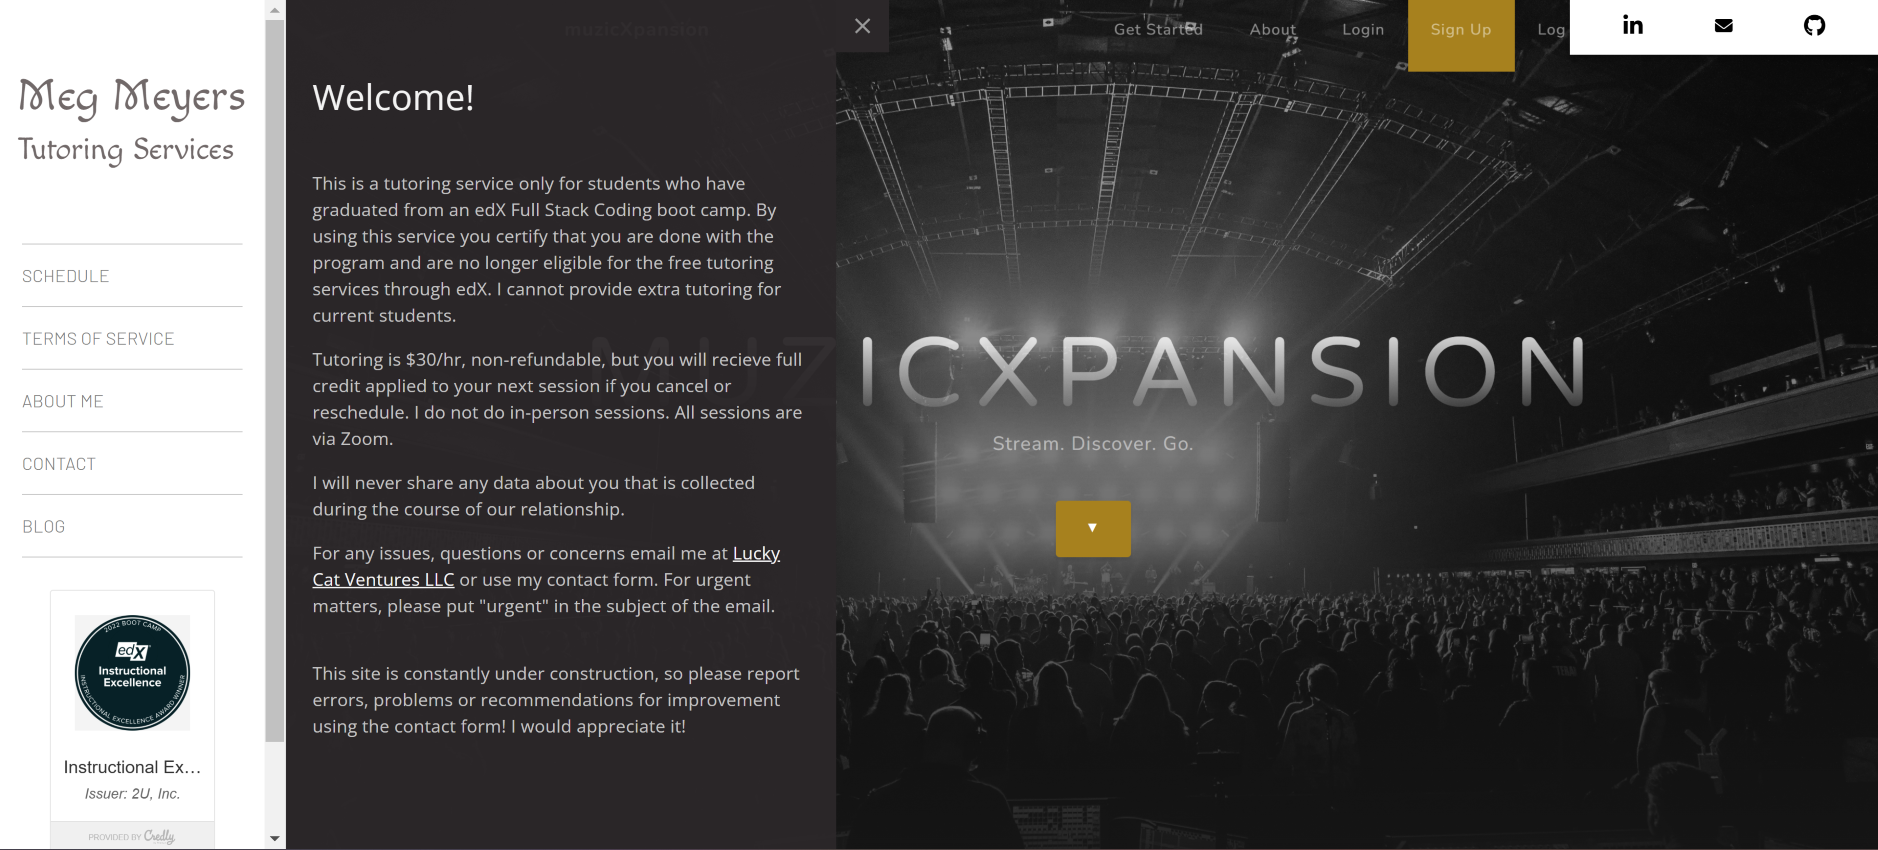 Meg Meyers
Tutoring Services
SCHEDULE
TERMS OF SERVICE
ABOUT ME
CONTACT
BLOG
2022 BOOT CAMP
edX
Instructional
Excellence
INSTRUCTIONAL EXCELLENCE AWARD WINNER
Instructional Ex...
Issuer: 2U, Inc.
PROVIDED BY Credly
muzicXpansion
Welcome!
This is a tutoring service only for students who have
graduated from an edX Full Stack Coding boot camp. By
using this service you certify that you are done with the
program and are no longer eligible for the free tutoring
services through edX. I cannot provide extra tutoring for
current students.
Tutoring is $30/hr, non-refundable, but you will recieve full
credit applied to your next session if you cancel or
reschedule. I do not do in-person sessions. All sessions are
via Zoom.
I will never share any data about you that is collected
during the course of our relationship.
For any issues, questions or concerns email me at Lucky
Cat Ventures LLC or use my contact form. For urgent
matters, please put "urgent" in the subject of the email.
This site is constantly under construction, so please report
errors, problems or recommendations for improvement
using the contact form! I would appreciate it!
Get Started About Login Sign Up Log
in
MUZICXPANSION
Stream. Discover. Go.